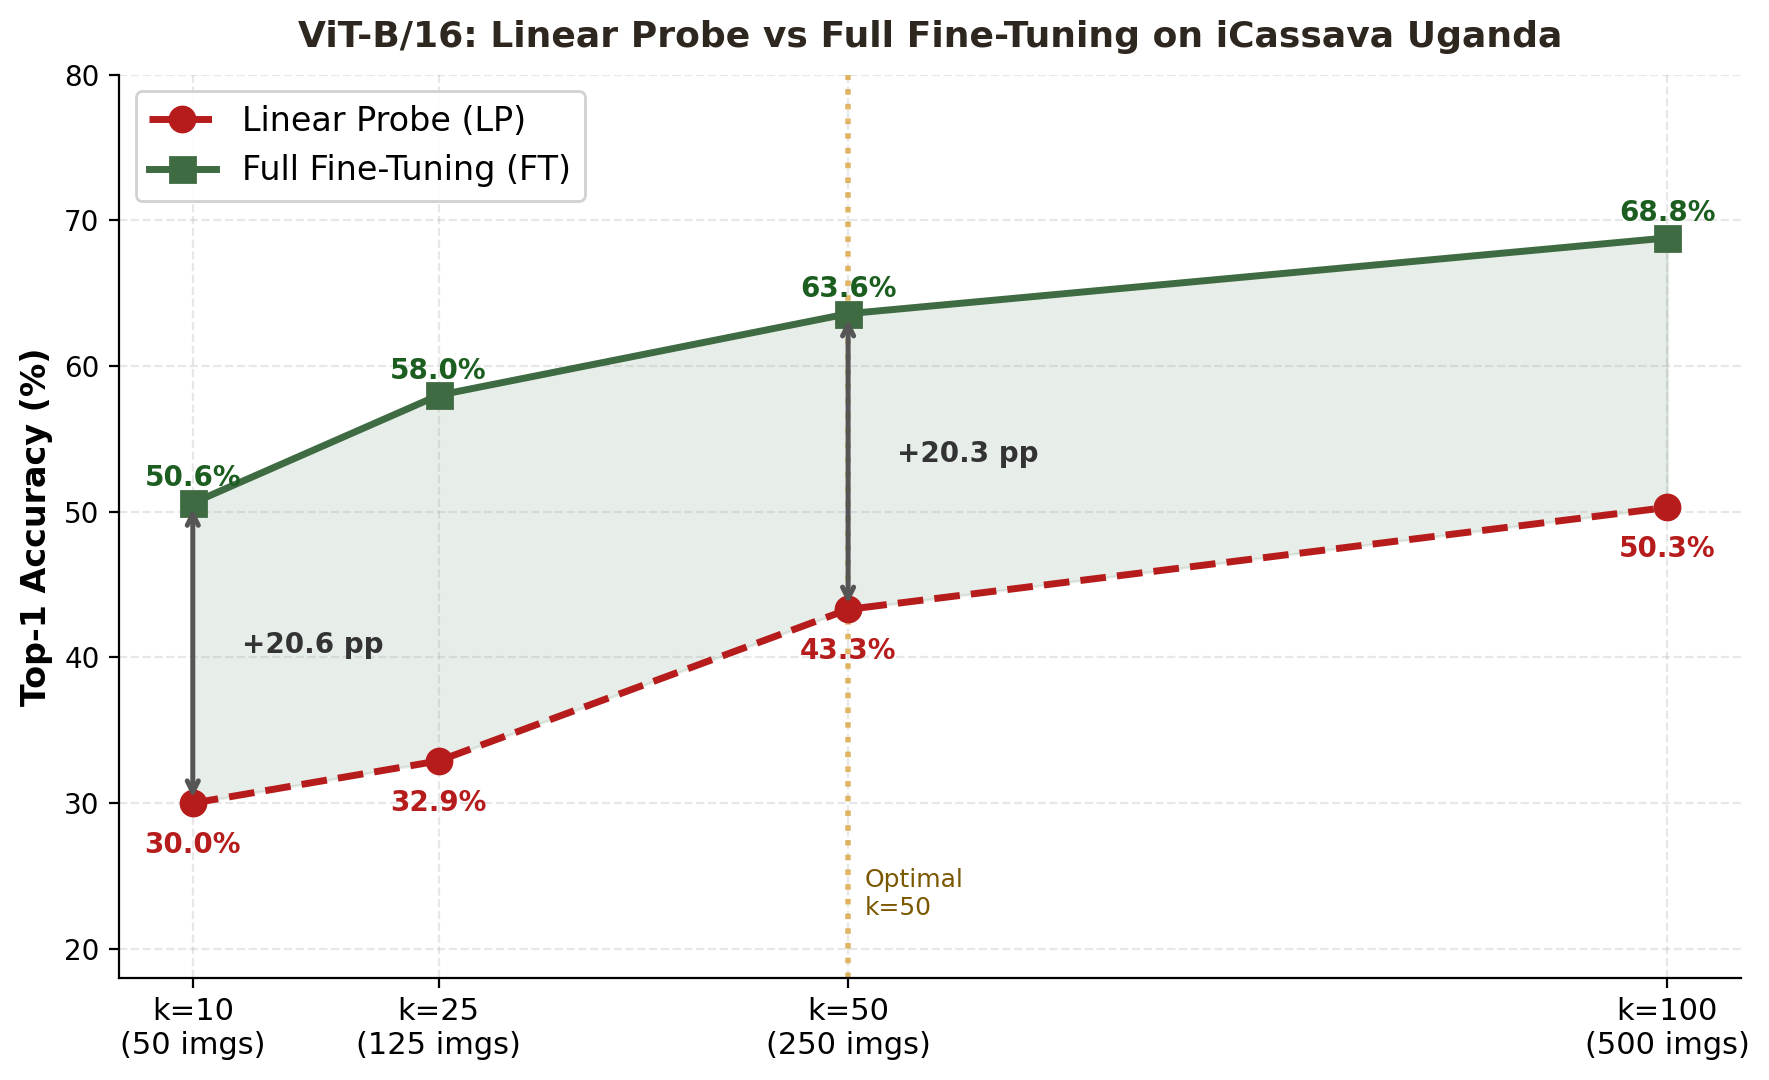 ViT-B/16: Linear Probe vs Full Fine-Tuning on iCassava Uganda
Top-1 Accuracy (%)
80
70
60
50
40
30
20
Linear Probe (LP)
Full Fine-Tuning (FT)
50.6%
58.0%
63.6%
68.8%
+20.6 pp
+20.3 pp
30.0%
32.9%
43.3%
50.3%
Optimal
k=50
k=10
(50 imgs)
k=25
(125 imgs)
k=50
(250 imgs)
k=100
(500 imgs)